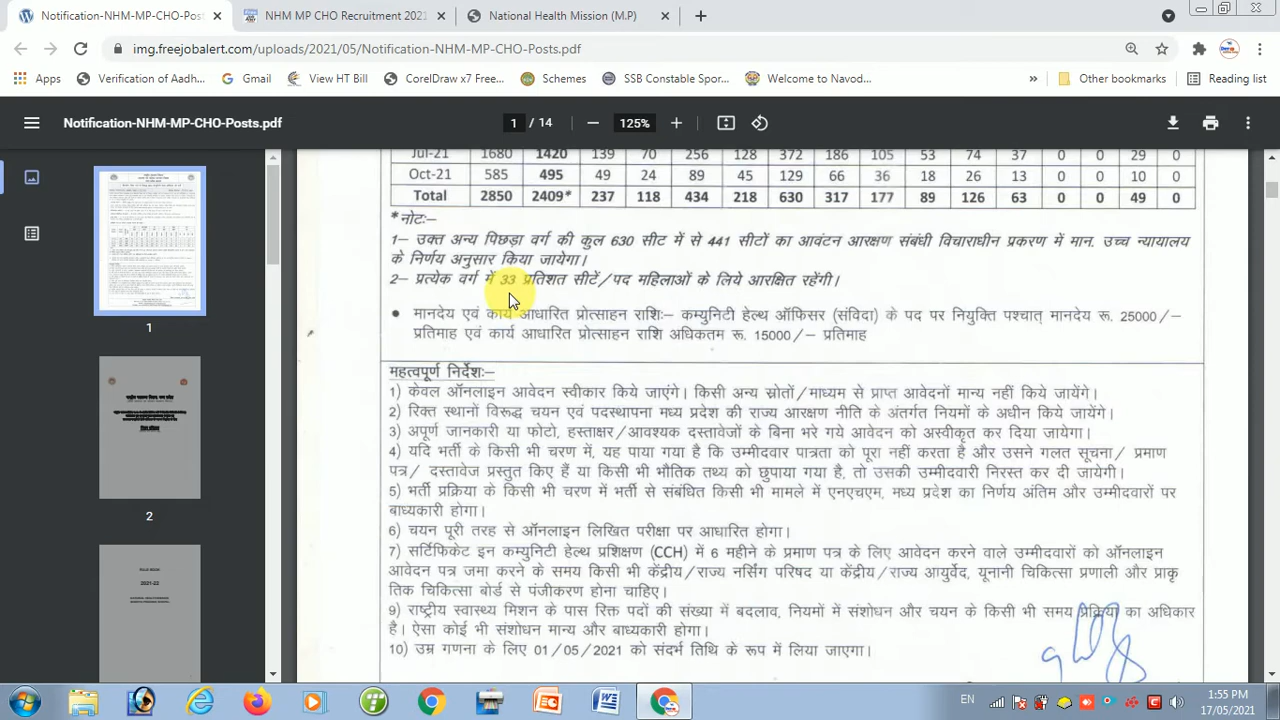 Notification-NHM-MP-CHO-Post
NHM MP CHO Recruitment 2021
National Health Mission (M.P)
img.freejobalert.com/uploads/2021/05/Notification-NHM-MP-CHO-Posts.pdf
Apps
Verification of Aadh...
Gmail
View HT Bill
CorelDraw x7 Free...
Schemes
SSB Constable Spor...
Welcome to Navod...
»
Other bookmarks
Reading list
Notification-NHM-MP-CHO-Posts.pdf
1 / 14
125%
Jul-21 1680 1420 139 70 256 128 372 186 105 53 74 37 0 0 29 0
Oct-21 585 495 49 24 89 45 129 66 36 18 26 13 0 0 10 0
Total 2850 2409* 237 118 434 218 630 317 177 89 126 63 0 0 49 0
*नोटः—
1— उक्त अन्य पिछड़ा वर्ग की कुल 630 सीट में से 441 सीटों का आवंटन आरक्षण संबंधी विचाराधीन प्रकरण में मान. उच्च न्यायालय
के निर्णय अनुसार किया जायेगा।
2— प्रत्येक वर्ग में 33 प्रतिशत सीटें/पद महिलाओं के लिये आरक्षित रहेंगी।
• मानदेय एवं कार्य आधारित प्रोत्साहन राशिः— कम्युनिटी हेल्थ ऑफिसर (संविदा) के पद पर नियुक्ति पश्चात् मानदेय रू. 25000/—
प्रतिमाह एवं कार्य आधारित प्रोत्साहन राशि अधिकतम रू. 15000/— प्रतिमाह
महत्वपूर्ण निर्देशः—
1) केवल ऑनलाइन आवेदन स्वीकार किये जाएंगे। किसी अन्य स्रोतों/माध्यम से प्राप्त आवेदनों मान्य नहीं किये जायेंगे।
2) रिक्त स्थानों विरूद्ध चयन एवं पदस्थापना मध्य प्रदेश की राज्य आरक्षण नीति के अंतर्गत नियमों के अधीन किये जायेंगे।
3) अपूर्ण जानकारी या फोटो, हस्ताक्षर/आवश्यक दस्तावेजों के बिना भरे गये आवेदन को अस्वीकृत कर दिया जायेगा।
4) यदि भर्ती के किसी भी चरण में, यह पाया गया है कि उम्मीदवार पात्रता को पूरा नहीं करता है और उसने गलत सूचना/ प्रमाण
पत्र/ दस्तावेज प्रस्तुत किए हैं या किसी भी भौतिक तथ्य को छुपाया गया है, तो उसकी उम्मीदवारी निरस्त कर दी जायेगी।
5) भर्ती प्रक्रिया के किसी भी चरण में भर्ती से संबंधित किसी भी मामले में एनएचएम, मध्य प्रदेश का निर्णय अंतिम और उम्मीदवारों पर
बाध्यकारी होगा।
6) चयन पूरी तरह से ऑनलाइन लिखित परीक्षा पर आधारित होगा।
7) सर्टिफिकेट इन कम्युनिटी हेल्थ प्रशिक्षण (CCH) में 6 महीने के प्रमाण पत्र के लिए आवेदन करने वाले उम्मीदवारों को ऑनलाइन
आवेदन पत्र जमा करने के समय किसी भी केंद्रीय/राज्य नर्सिंग परिषद या केंद्रीय/राज्य आयुर्वेद, यूनानी चिकित्सा प्रणाली और प्राकृ
तिक चिकित्सा बोर्ड से पंजीकरण होना चाहिए।
9) राष्ट्रीय स्वास्थ्य मिशन के पास रिक्त पदों की संख्या में बदलाव, नियमों में संशोधन और चयन के किसी भी समय प्रक्रिया का अधिकार
है। ऐसा कोई भी संशोधन मान्य और बाध्यकारी होगा।
10) उम्र गणना के लिए 01/05/2021 को संदर्भ तिथि के रूप में लिया जाएगा।
1
2
2021-22
EN
1:55 PM
17/05/2021